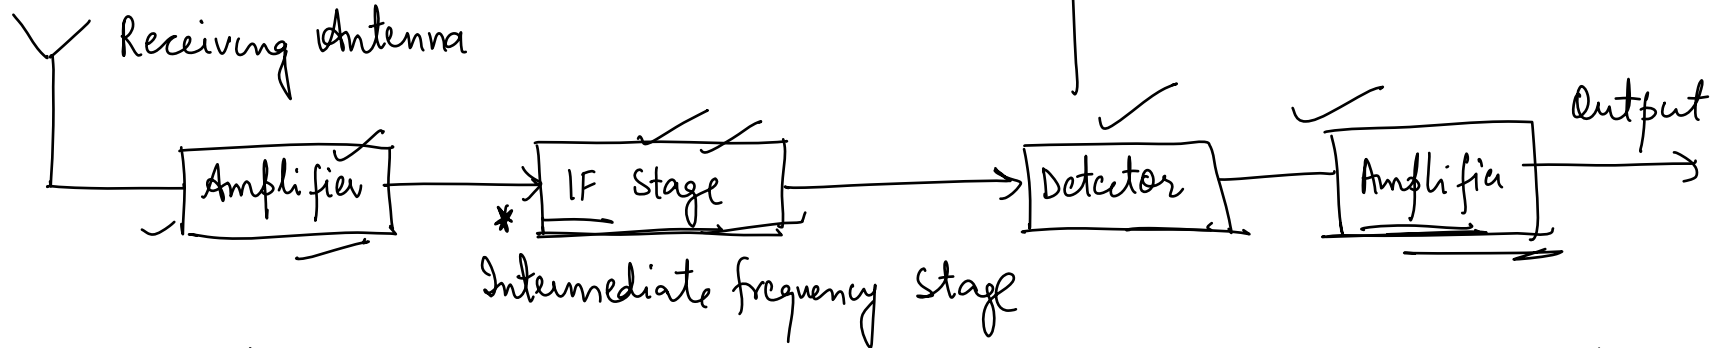 Receiving Antenna
Output
Amplifier
IF Stage
Detector
Amplifier
*
Intermediate frequency stage